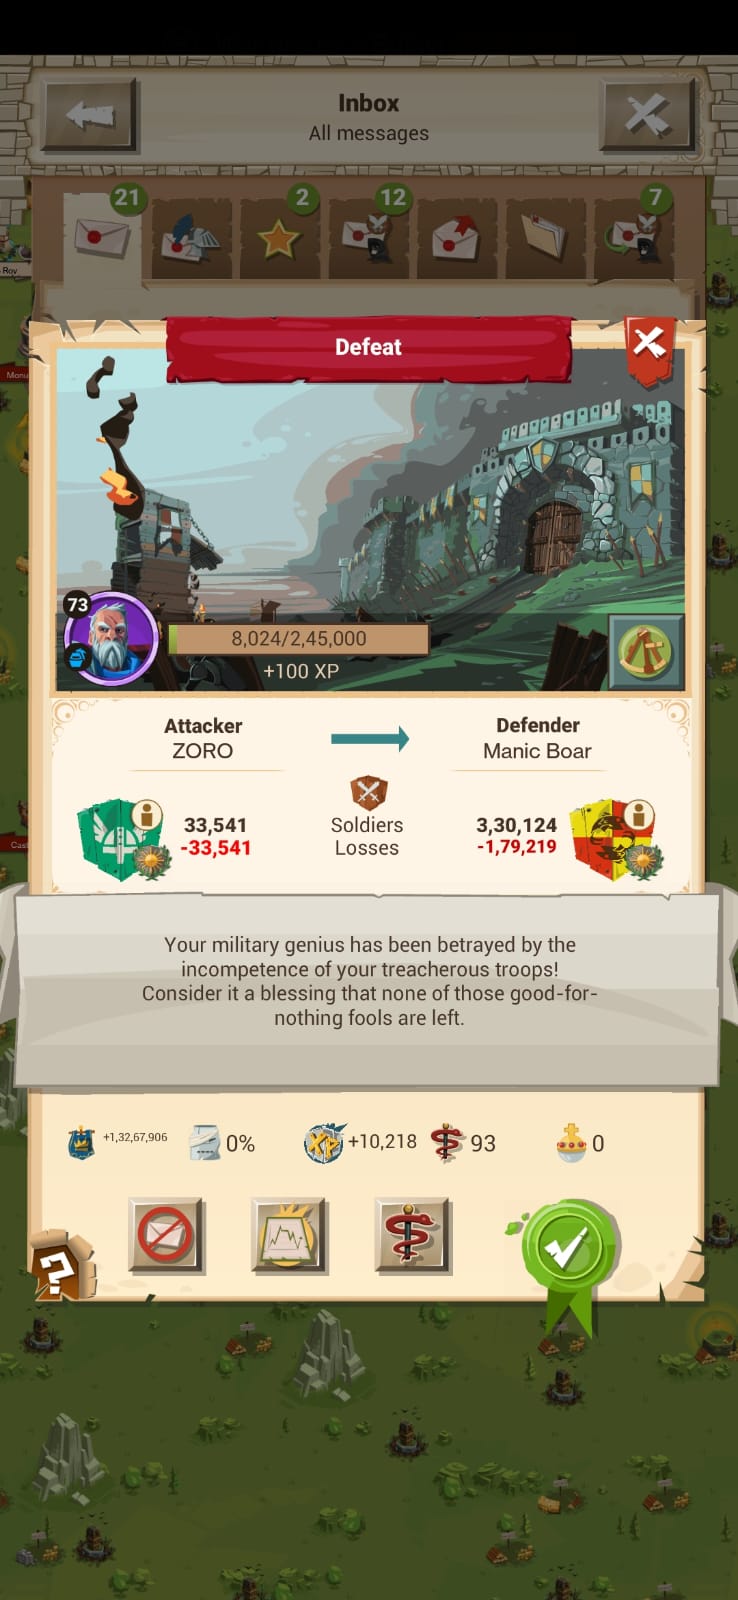 Inbox
All messages
21
2
12
7
Roy
Defeat
73
8,024/2,45,000
+100 XP
Attacker
ZORO
Defender
Manic Boar
33,541
-33,541
Soldiers
Losses
3,30,124
-1,79,219
Your military genius has been betrayed by the
incompetence of your treacherous troops!
Consider it a blessing that none of those good-for-
nothing fools are left.
+1,32,67,906
0%
XP
+10,218
93
0
?